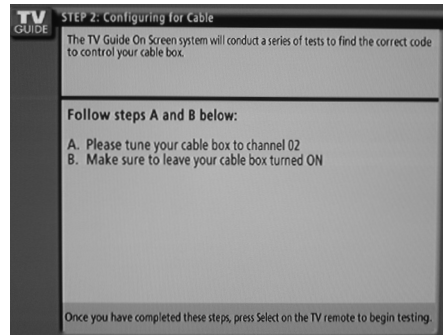 TV
GUIDE
STEP 2: Configuring for Cable
The TV Guide On Screen system will conduct a series of tests to find the correct code
to control your cable box.
Follow steps A and B below:
A. Please tune your cable box to channel 02
B. Make sure to leave your cable box turned ON
Once you have completed these steps, press Select on the TV remote to begin testing.